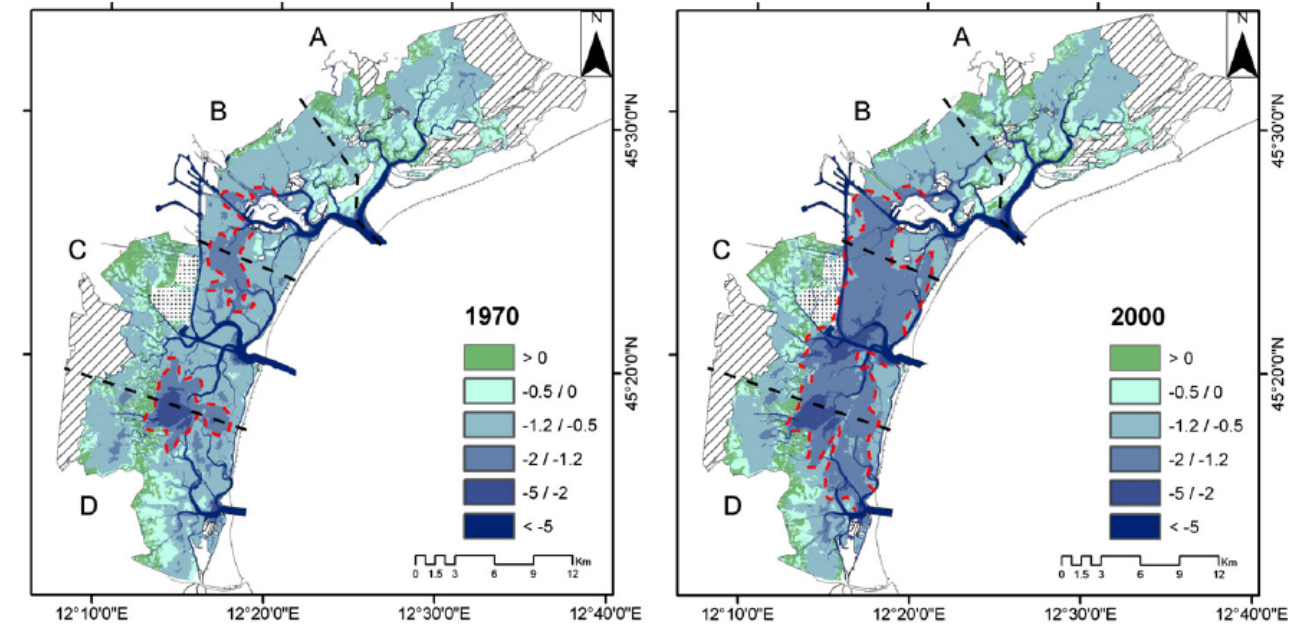 N
A
B
C
D
45°30'0"N
45°20'0"N
1970
> 0
-0.5 / 0
-1.2 / -0.5
-2 / -1.2
-5 / -2
< -5
Km
0 1.5 3 6 9 12
12°10'0"E 12°20'0"E 12°30'0"E 12°40'0"E
N
A
B
C
D
45°30'0"N
45°20'0"N
2000
> 0
-0.5 / 0
-1.2 / -0.5
-2 / -1.2
-5 / -2
< -5
Km
0 1.5 3 6 9 12
12°10'0"E 12°20'0"E 12°30'0"E 12°40'0"E